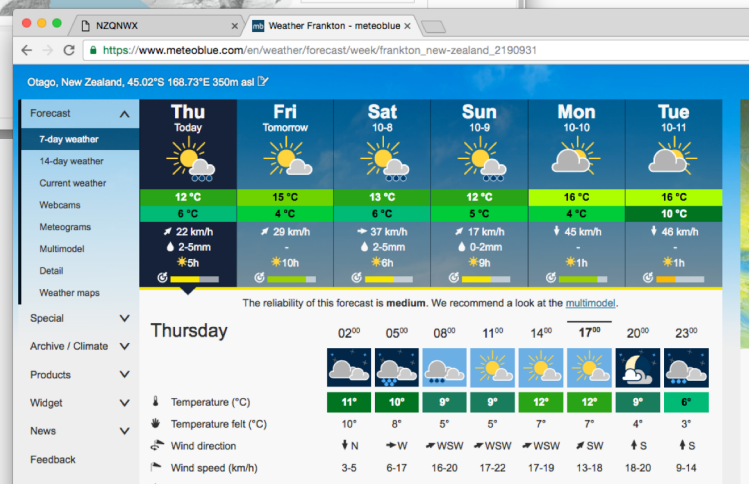 NZQNWX
mb Weather Frankton - meteoblue
https://www.meteoblue.com/en/weather/forecast/week/frankton_new-zealand_2190931
Otago, New Zealand, 45.02°S 168.73°E 350m asl
Forecast
7-day weather
14-day weather
Current weather
Webcams
Meteograms
Multimodel
Detail
Weather maps
Special
Archive / Climate
Products
Widget
News
Feedback
Thu Fri Sat Sun Mon Tue
Today Tomorrow 10-8 10-9 10-10 10-11
12 °C 15 °C 13 °C 12 °C 16 °C 16 °C
6 °C 4 °C 6 °C 5 °C 4 °C 10 °C
22 km/h 29 km/h 37 km/h 17 km/h 45 km/h 46 km/h
2-5mm - 2-5mm 0-2mm - -
5h 10h 6h 9h 1h 1h
The reliability of this forecast is medium. We recommend a look at the multimodel.
Thursday 02⁰⁰ 05⁰⁰ 08⁰⁰ 11⁰⁰ 14⁰⁰ 17⁰⁰ 20⁰⁰ 23⁰⁰
Temperature (°C) 11° 10° 9° 9° 12° 12° 9° 6°
Temperature felt (°C) 10° 8° 5° 5° 7° 7° 4° 3°
Wind direction N W WSW WSW WSW SW S S
Wind speed (km/h) 3-5 6-17 16-20 17-22 17-19 13-18 18-20 9-14